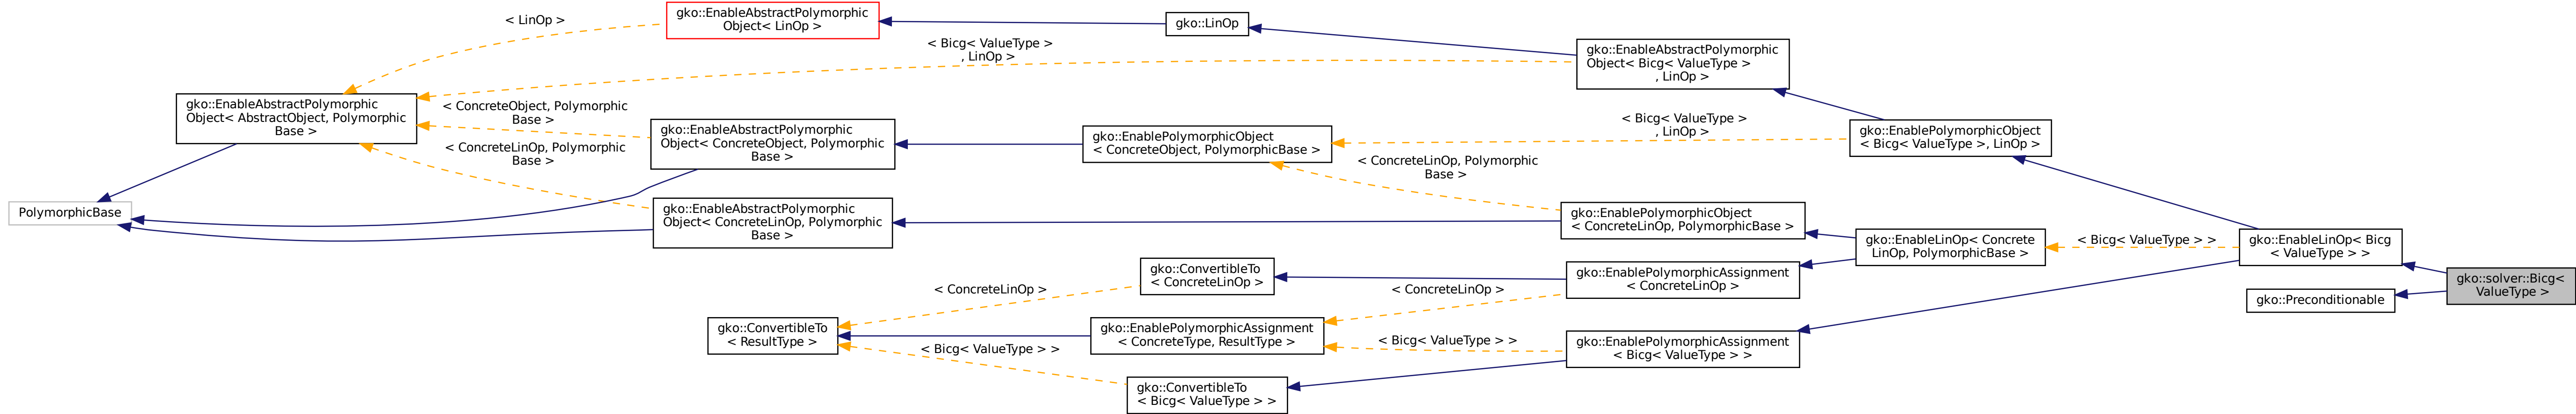 gko::EnableAbstractPolymorphic
Object< LinOp >
< LinOp >
gko::LinOp
< Bicg< ValueType >
, LinOp >
gko::EnableAbstractPolymorphic
Object< Bicg< ValueType >
, LinOp >
gko::EnableAbstractPolymorphic
Object< AbstractObject, Polymorphic
Base >
< ConcreteObject, Polymorphic
Base >
< ConcreteLinOp, Polymorphic
Base >
gko::EnableAbstractPolymorphic
Object< ConcreteObject, Polymorphic
Base >
gko::EnablePolymorphicObject
< ConcreteObject, PolymorphicBase >
< Bicg< ValueType >
, LinOp >
gko::EnablePolymorphicObject
< Bicg< ValueType >, LinOp >
< ConcreteLinOp, Polymorphic
Base >
PolymorphicBase
gko::EnableAbstractPolymorphic
Object< ConcreteLinOp, Polymorphic
Base >
gko::EnablePolymorphicObject
< ConcreteLinOp, PolymorphicBase >
gko::EnableLinOp< Concrete
LinOp, PolymorphicBase >
< Bicg< ValueType > >
gko::EnableLinOp< Bicg
< ValueType > >
gko::solver::Bicg<
ValueType >
gko::Preconditionable
gko::ConvertibleTo
< ConcreteLinOp >
gko::EnablePolymorphicAssignment
< ConcreteLinOp >
< ConcreteLinOp >
< ConcreteLinOp >
gko::ConvertibleTo
< ResultType >
gko::EnablePolymorphicAssignment
< ConcreteType, ResultType >
< Bicg< ValueType > >
< Bicg< ValueType > >
gko::EnablePolymorphicAssignment
< Bicg< ValueType > >
gko::ConvertibleTo
< Bicg< ValueType > >